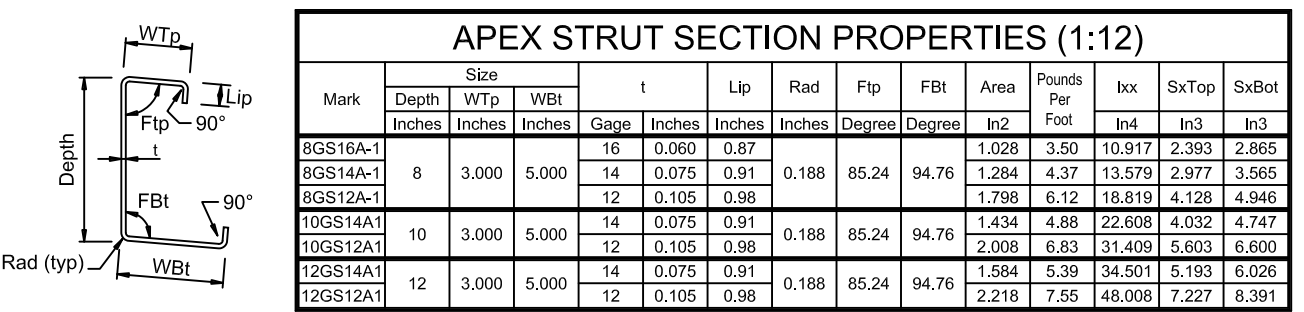 WTp
Lip
Ftp
90°
Depth
t
FBt
90°
Rad (typ)
WBt
APEX STRUT SECTION PROPERTIES (1:12)
Mark Size t Lip Rad Ftp FBt Area Pounds Per Foot Ixx SxTop SxBot
Depth WTp WBt
Inches Inches Inches Gage Inches Inches Inches Degree Degree In2 In4 In3 In3
8GS16A-1 8 3.000 5.000 16 0.060 0.87 0.188 85.24 94.76 1.028 3.50 10.917 2.393 2.865
8GS14A-1 14 0.075 0.91 1.284 4.37 13.579 2.977 3.565
8GS12A-1 12 0.105 0.98 1.798 6.12 18.819 4.128 4.946
10GS14A1 10 3.000 5.000 14 0.075 0.91 0.188 85.24 94.76 1.434 4.88 22.608 4.032 4.747
10GS12A1 12 0.105 0.98 2.008 6.83 31.409 5.603 6.600
12GS14A1 12 3.000 5.000 14 0.075 0.91 0.188 85.24 94.76 1.584 5.39 34.501 5.193 6.026
12GS12A1 12 0.105 0.98 2.218 7.55 48.008 7.227 8.391